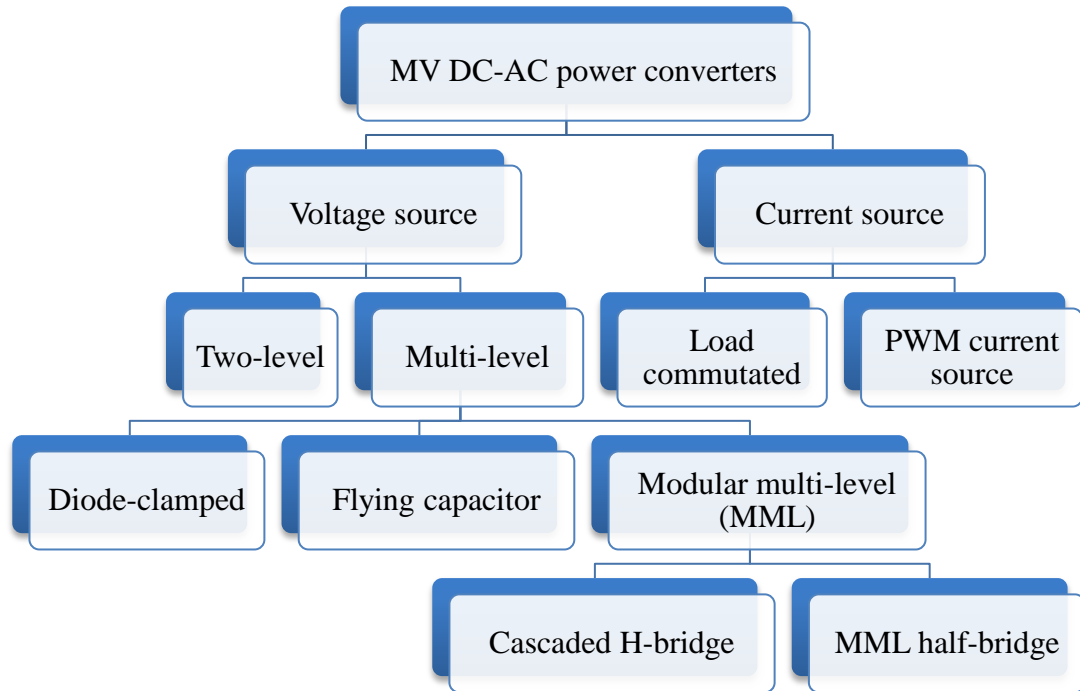 MV DC-AC power converters
Voltage source
Current source
Two-level
Multi-level
Load
commutated
PWM current
source
Diode-clamped
Flying capacitor
Modular multi-level
(MML)
Cascaded H-bridge
MML half-bridge